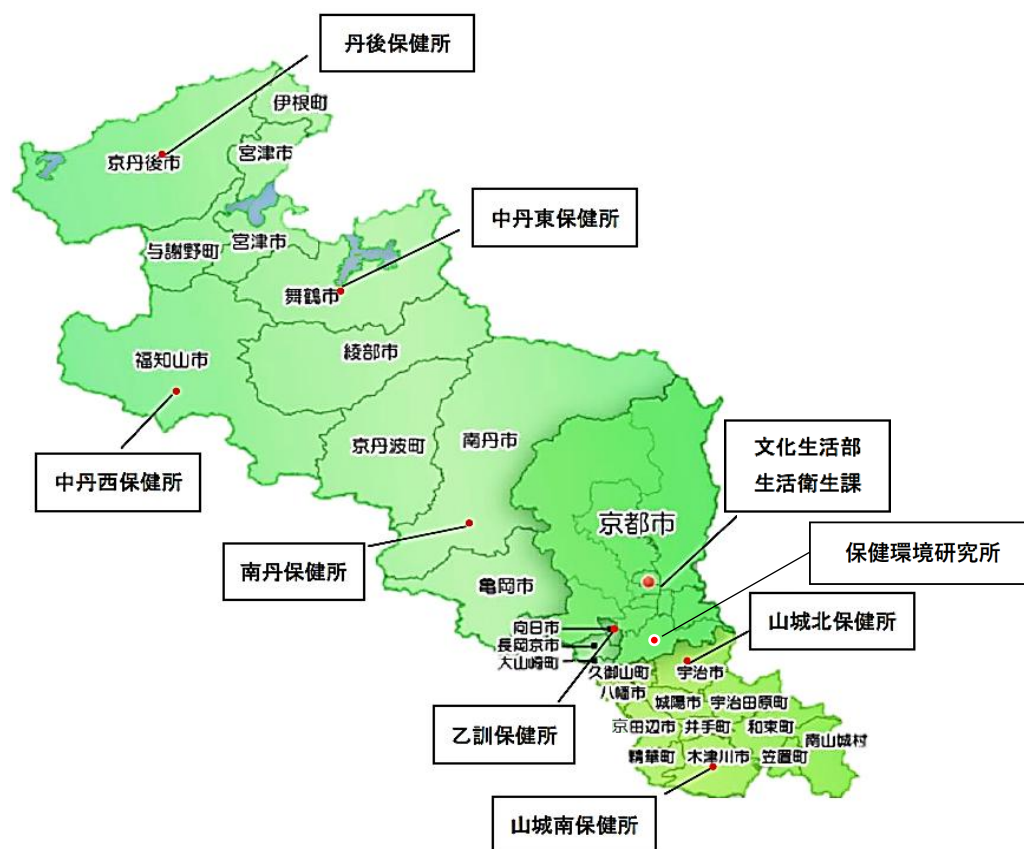 丹後保健所
伊根町
京丹後市
宮津市
中丹東保健所
与謝野町
宮津市
舞鶴市
福知山市
綾部市
京丹波町
南丹市
中丹西保健所
文化生活部
生活衛生課
京都市
保健環境研究所
南丹保健所
亀岡市
山城北保健所
向日市
長岡京市
大山崎町
久御山町
宇治市
八幡市
城陽市
宇治田原町
乙訓保健所
京田辺市
井手町
和束町
南山城村
精華町
木津川市
笠置町
山城南保健所